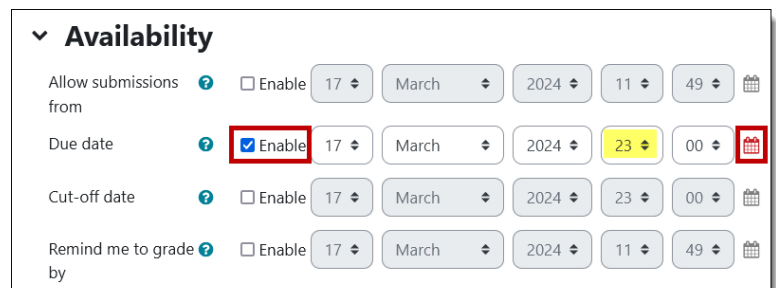 Availability
Allow submissions from Enable 17 March 2024 11 49
Due date Enable 17 March 2024 23 00
Cut-off date Enable 17 March 2024 23 00
Remind me to grade by Enable 17 March 2024 11 49